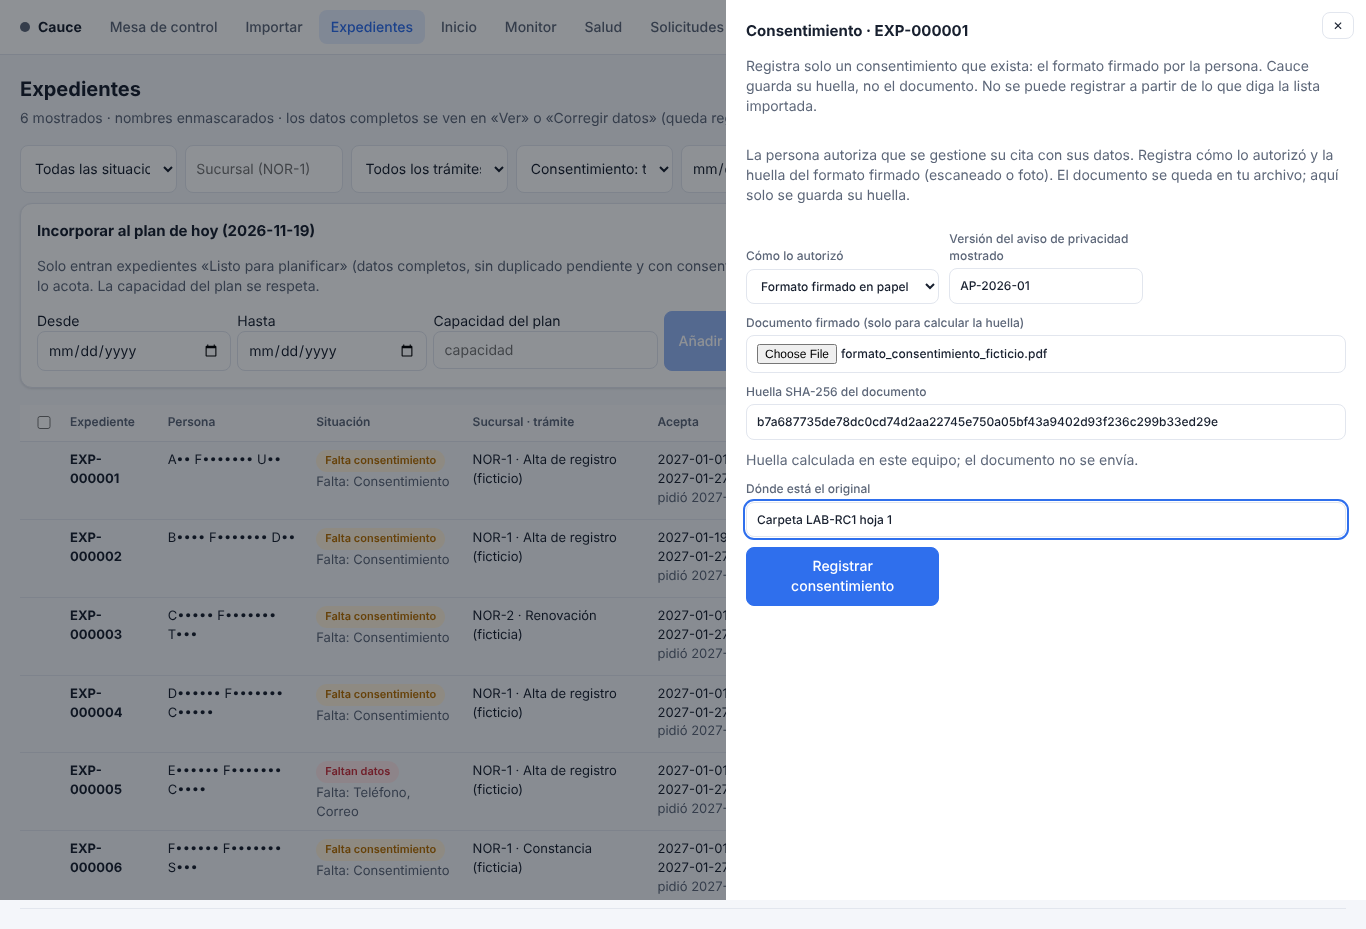 Cauce
Mesa de control
Importar
Expedientes
Inicio
Monitor
Salud
Solicitudes
Expedientes
6 mostrados · nombres enmascarados · los datos completos se ven en «Ver» o «Corregir datos» (queda re
Todas las situacic
Sucursal (NOR-1)
Todos los trámite
Consentimiento: t
mm/
Incorporar al plan de hoy (2026-11-19)
Solo entran expedientes «Listo para planificar» (datos completos, sin duplicado pendiente y con consen
lo acota. La capacidad del plan se respeta.
Desde
Hasta
Capacidad del plan
mm/dd/yyyy
mm/dd/yyyy
capacidad
Añadir
Expediente
Persona
Situación
Sucursal · trámite
Acepta
EXP-
000001
A•• F••••••• U••
Falta consentimiento
NOR-1 · Alta de registro
(ficticio)
2027-01-01
2027-01-27
pidió 2027-
EXP-
000002
B•••• F••••••• D••
Falta consentimiento
Falta: Consentimiento
NOR-1 · Alta de registro
(ficticio)
2027-01-19
2027-01-27
pidió 2027-
EXP-
000003
C••••• F•••••••
T•••
Falta consentimiento
Falta: Consentimiento
NOR-2 · Renovación
(ficticia)
2027-01-01
2027-01-27
pidió 2027-
EXP-
000004
D•••••• F•••••••
C•••••
Falta consentimiento
Falta: Consentimiento
NOR-1 · Alta de registro
(ficticio)
2027-01-01
2027-01-27
pidió 2027-
EXP-
000005
E•••••• F•••••••
C••••
Faltan datos
Falta: Teléfono,
Correo
NOR-1 · Alta de registro
(ficticio)
2027-01-01
2027-01-27
pidió 2027-
EXP-
000006
F•••••• F•••••••
S•••
Falta consentimiento
Falta: Consentimiento
NOR-1 · Constancia
(ficticia)
2027-01-01
2027-01-27
pidió 2027-
Consentimiento · EXP-000001
×
Registra solo un consentimiento que exista: el formato firmado por la persona. Cauce
guarda su huella, no el documento. No se puede registrar a partir de lo que diga la lista
importada.
La persona autoriza que se gestione su cita con sus datos. Registra cómo lo autorizó y la
huella del formato firmado (escaneado o foto). El documento se queda en tu archivo; aquí
solo se guarda su huella.
Cómo lo autorizó
Formato firmado en papel
Versión del aviso de privacidad
mostrado
AP-2026-01
Documento firmado (solo para calcular la huella)
Choose File formato_consentimiento_ficticio.pdf
Huella SHA-256 del documento
b7a687735de78dc0cd74d2aa22745e750a05bf43a9402d93f236c299b33ed29e
Huella calculada en este equipo; el documento no se envía.
Dónde está el original
Carpeta LAB-RC1 hoja 1
Registrar
consentimiento